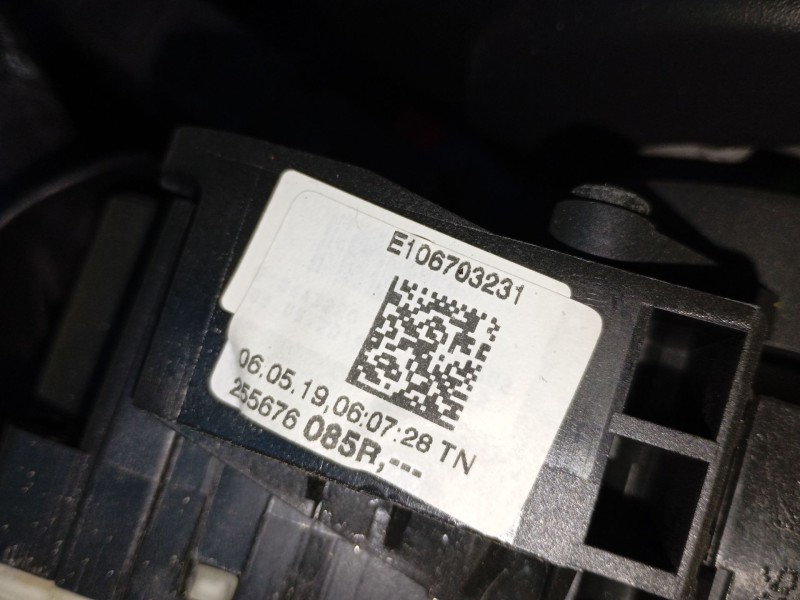 E106703231
06.05.19,06:07:28 TN
255676 085R,---